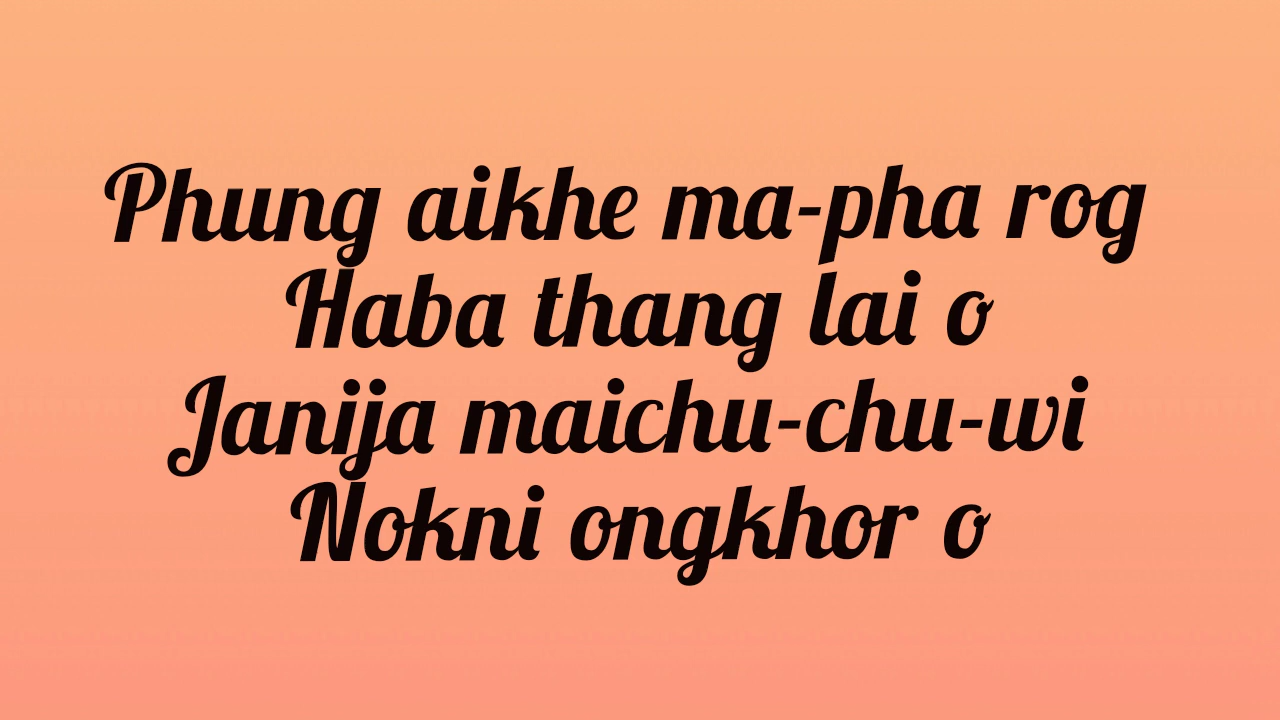 Phung aikhe ma-pha rog
Haba thang lai o
Janija maichu-chu-wi
Nokni ongkhor o